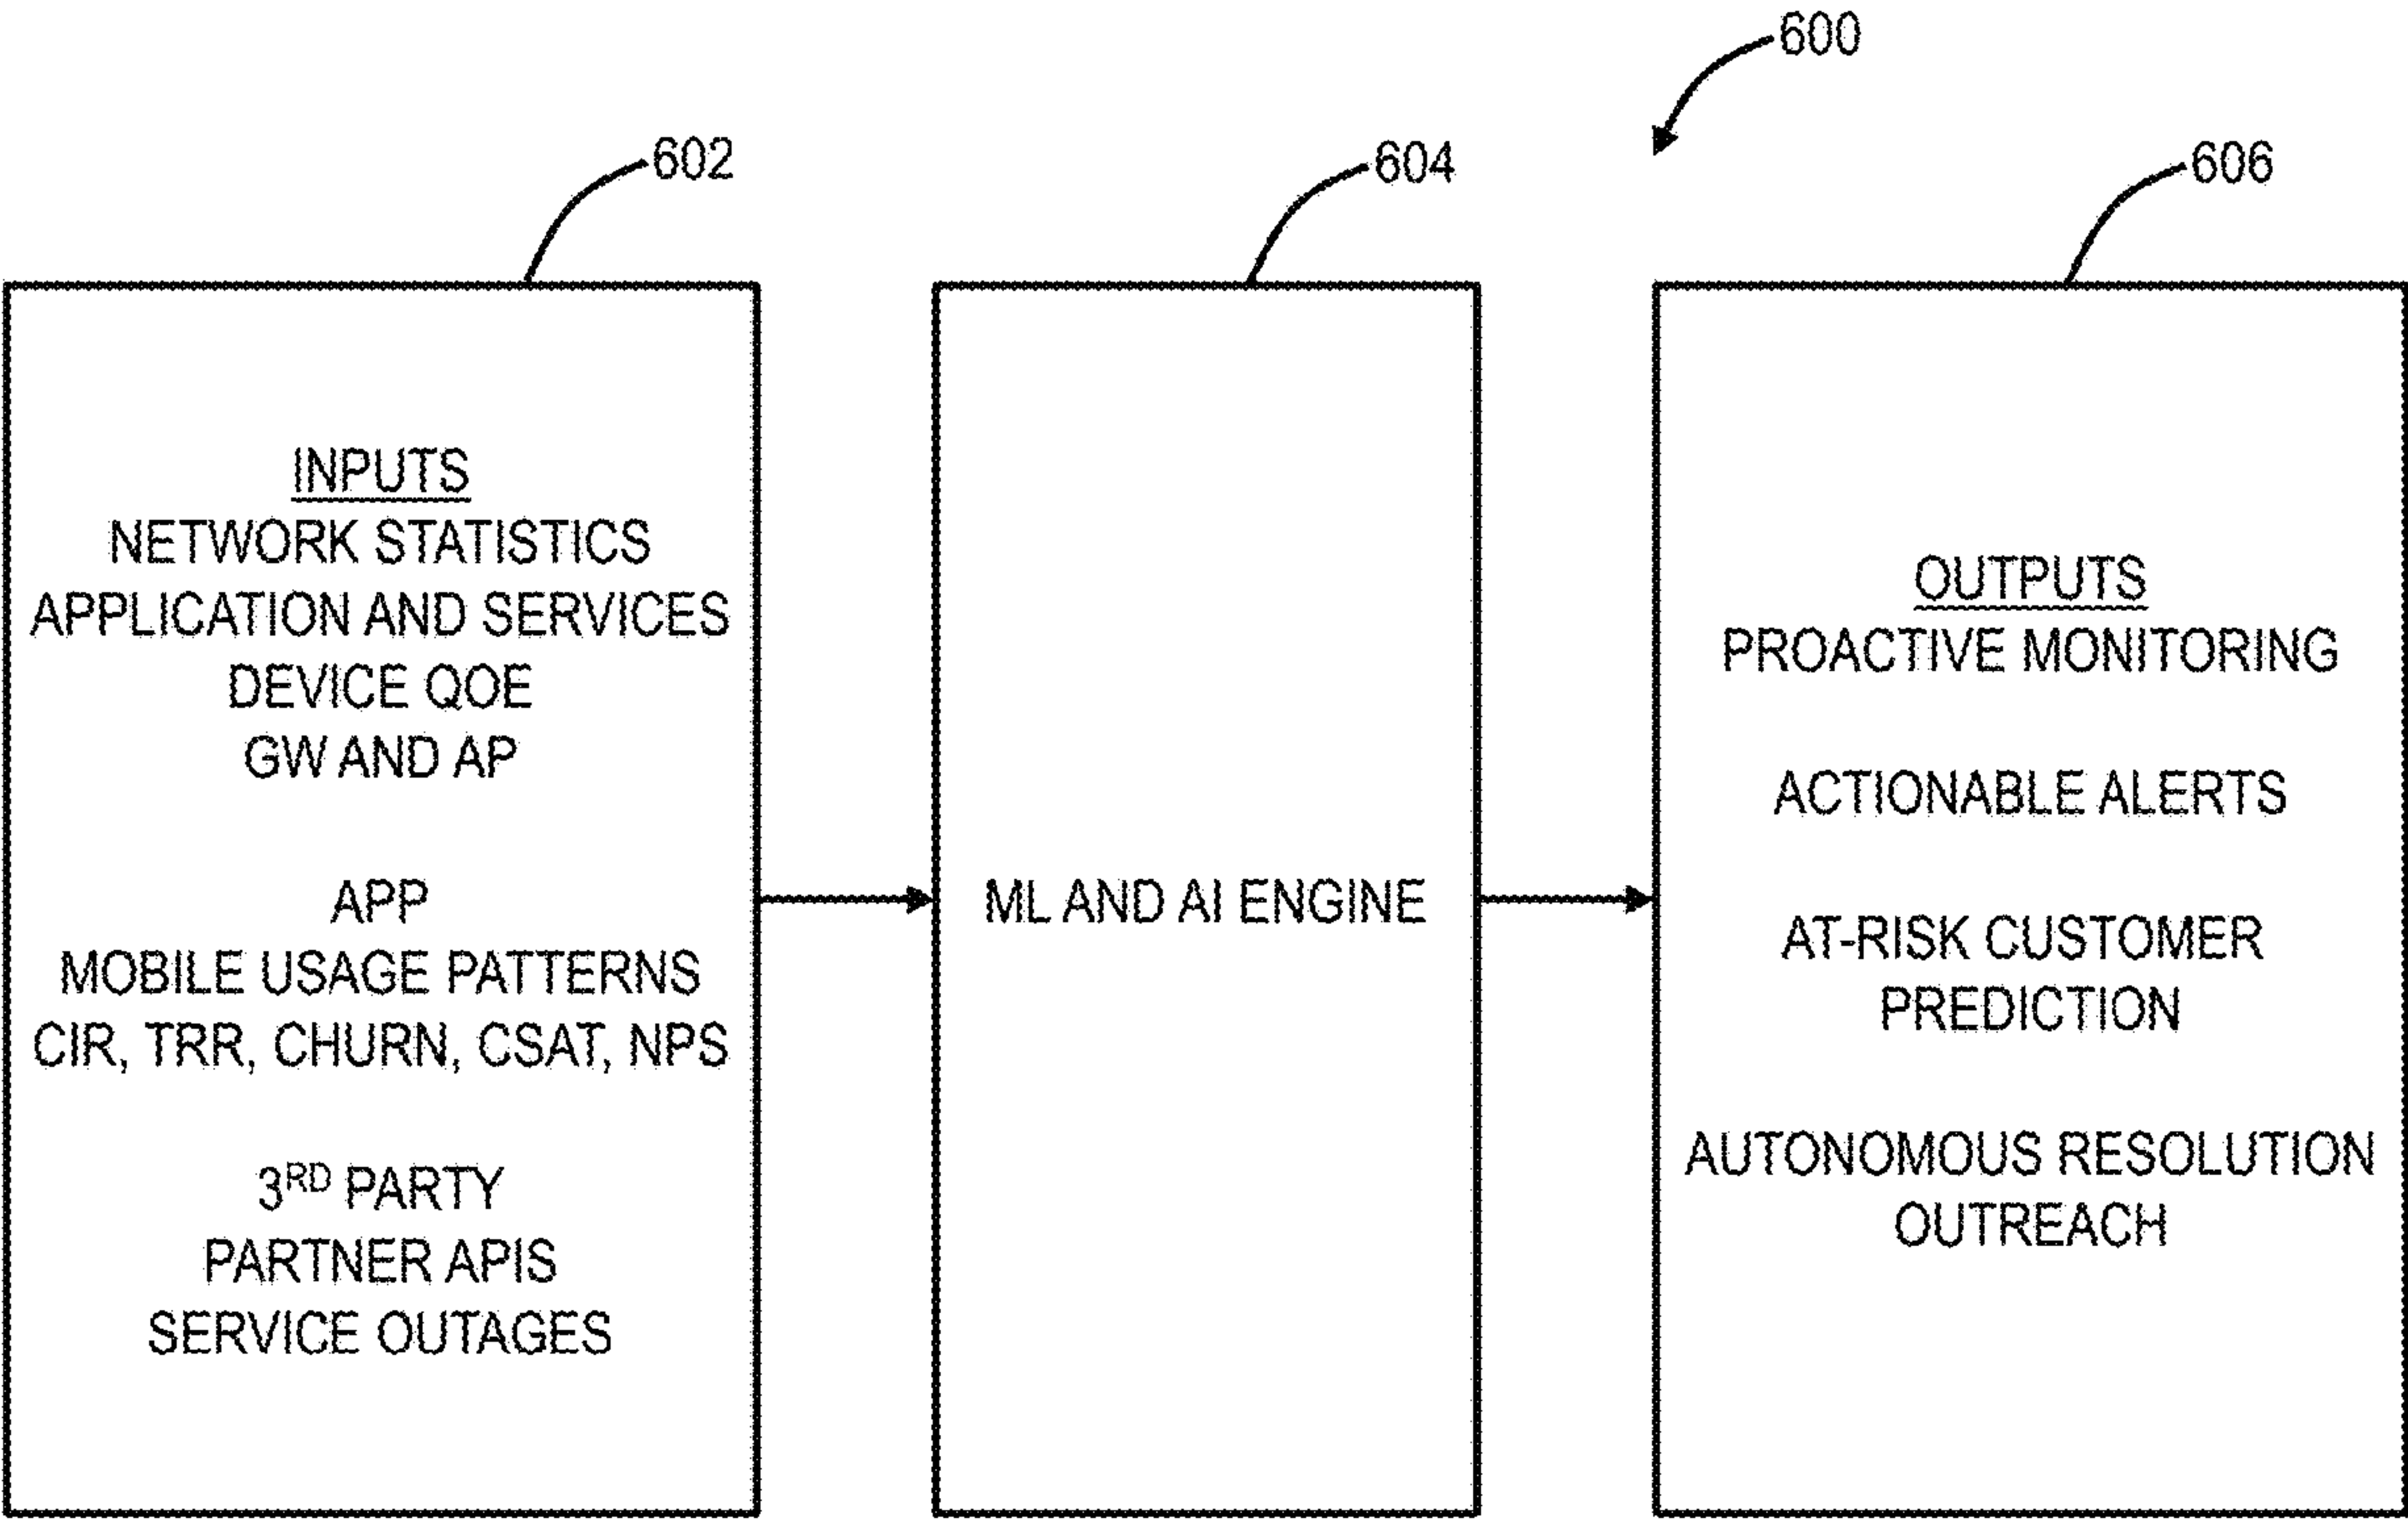 600
602
604
606
INPUTS
NETWORK STATISTICS
APPLICATION AND SERVICES
DEVICE QOE
GW AND AP
APP
MOBILE USAGE PATTERNS
CIR, TRR, CHURN, CSAT, NPS
3RD PARTY
PARTNER APIS
SERVICE OUTAGES
ML AND AI ENGINE
OUTPUTS
PROACTIVE MONITORING
ACTIONABLE ALERTS
AT-RISK CUSTOMER
PREDICTION
AUTONOMOUS RESOLUTION
OUTREACH